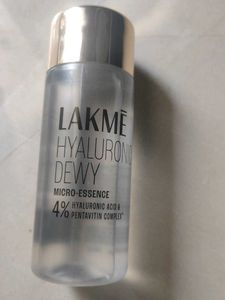 LAKMĒ
HYALURONIC
DEWY
MICRO-ESSENCE
4% HYALURONIC ACID &
PENTAVITIN COMPLEX